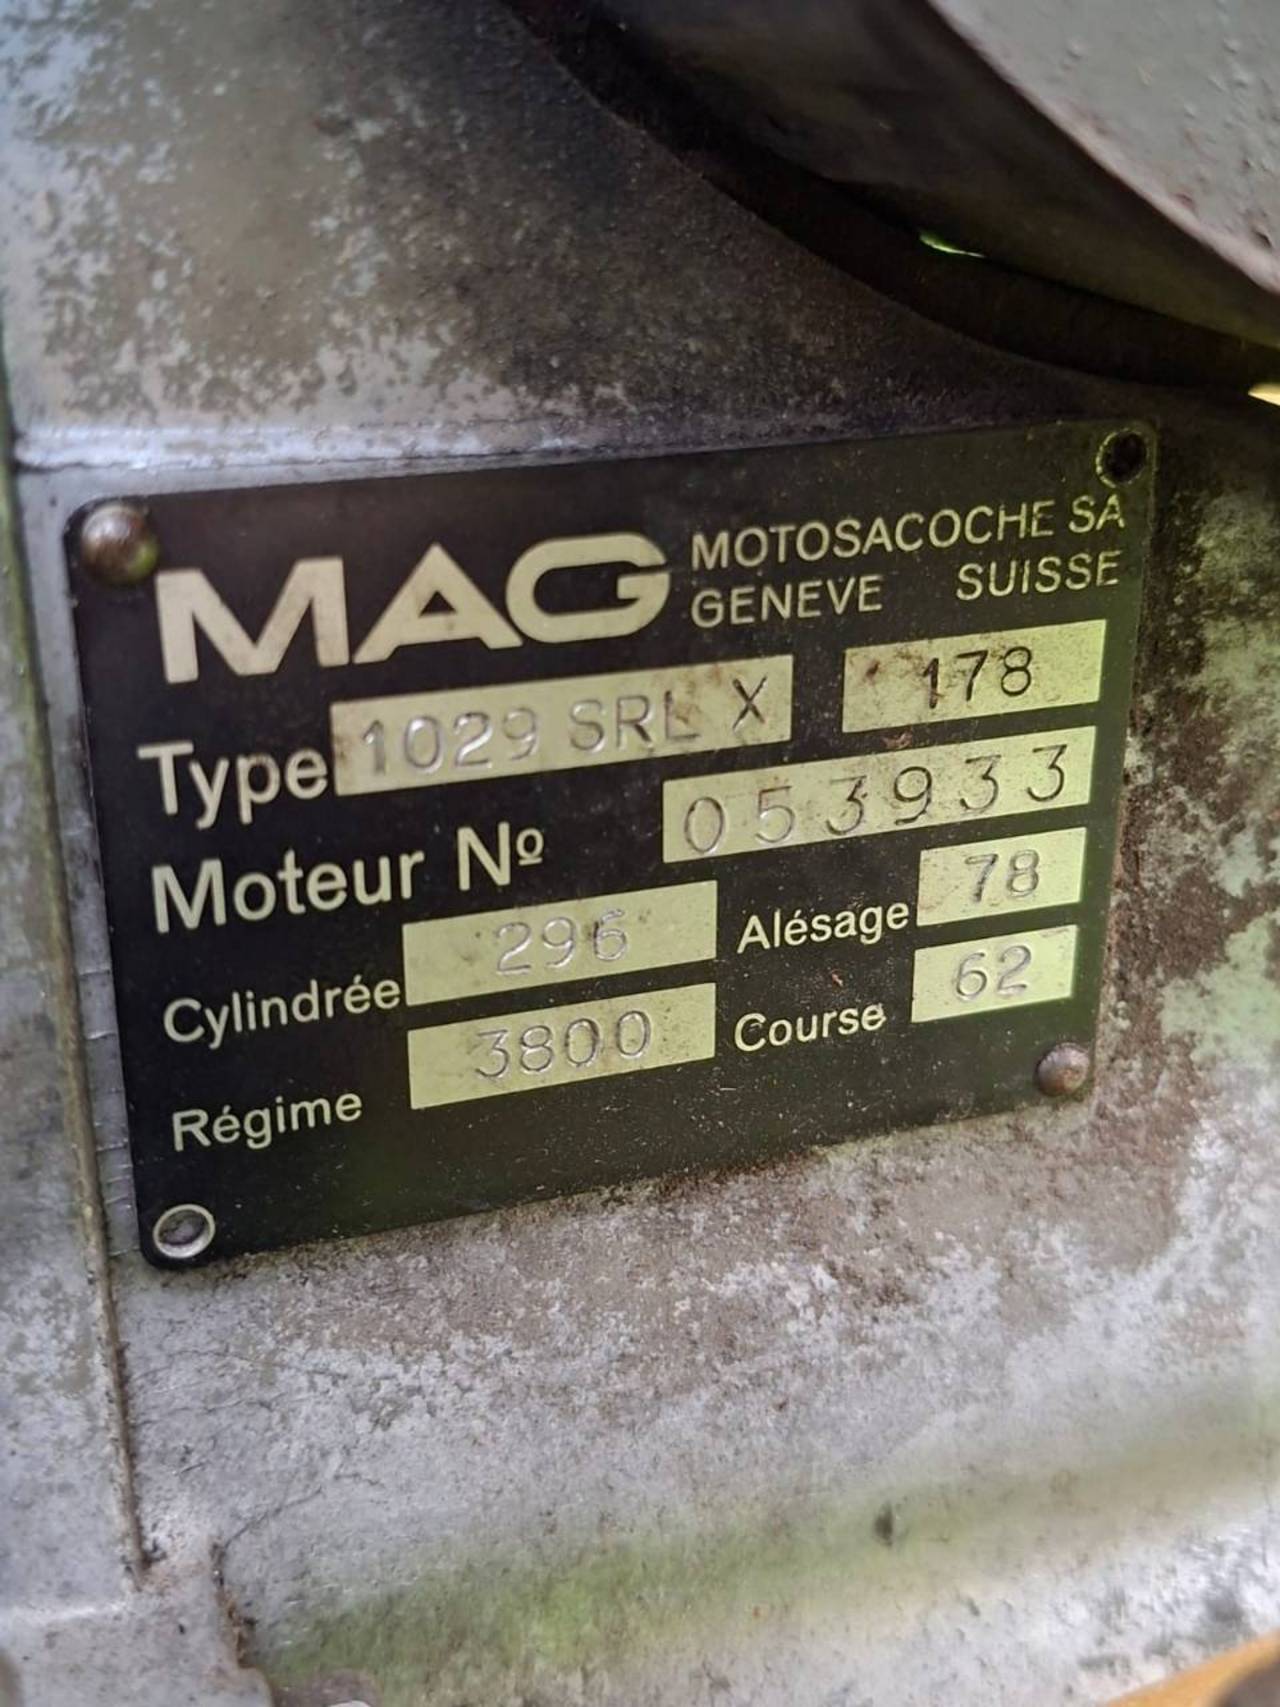 MAG MOTOSACOCHE SA
GENEVE SUISSE
Type 1029 SRL X 178
Moteur Nº 053933
Cylindrée 296 Alésage 78
Régime 3800 Course 62